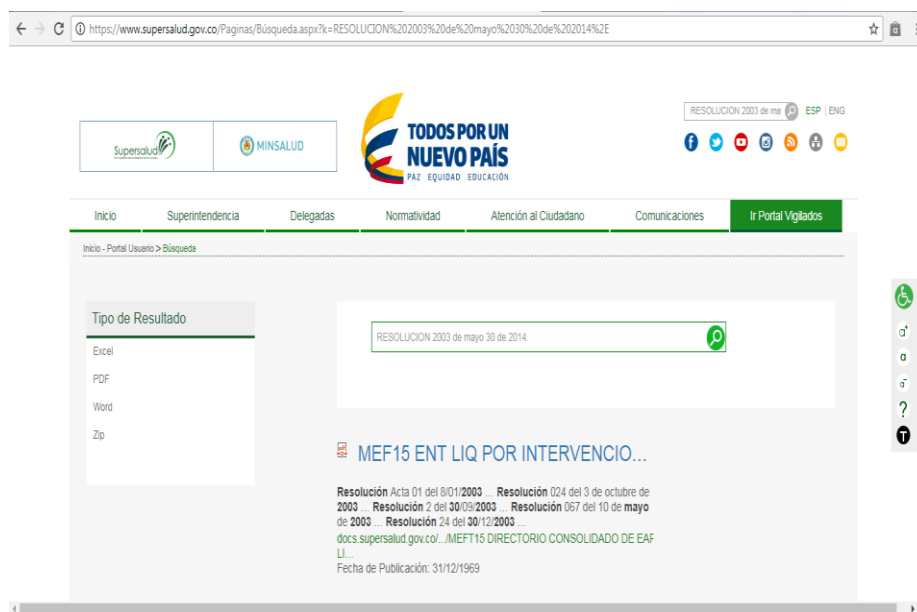 https://www.supersalud.gov.co/Paginas/Búsqueda.aspx?k=RESOLUCION%202003%20de%20mayo%2030%20de%202014%2E
RESOLUCION 2003 de ma
ESP | ENG
Supersalud
MINSALUD
TODOS POR UN
NUEVO PAÍS
PAZ EQUIDAD EDUCACIÓN
Inicio
Superintendencia
Delegadas
Normatividad
Atención al Ciudadano
Comunicaciones
Ir Portal Vigilados
Inicio - Portal Usuario > Búsqueda
Tipo de Resultado
Excel
PDF
Word
Zip
RESOLUCION 2003 de mayo 30 de 2014.
MEF15 ENT LIQ POR INTERVENCIO...
Resolución Acta 01 del 8/01/2003 ... Resolución 024 del 3 de octubre de
2003 ... Resolución 2 del 30/09/2003 ... Resolución 067 del 10 de mayo
de 2003 ... Resolución 24 del 30/12/2003 ...
docs.supersalud.gov.co/.../MEFT15 DIRECTORIO CONSOLIDADO DE EAF
LI...
Fecha de Publicación: 31/12/1969
a+
a
a-
?
T